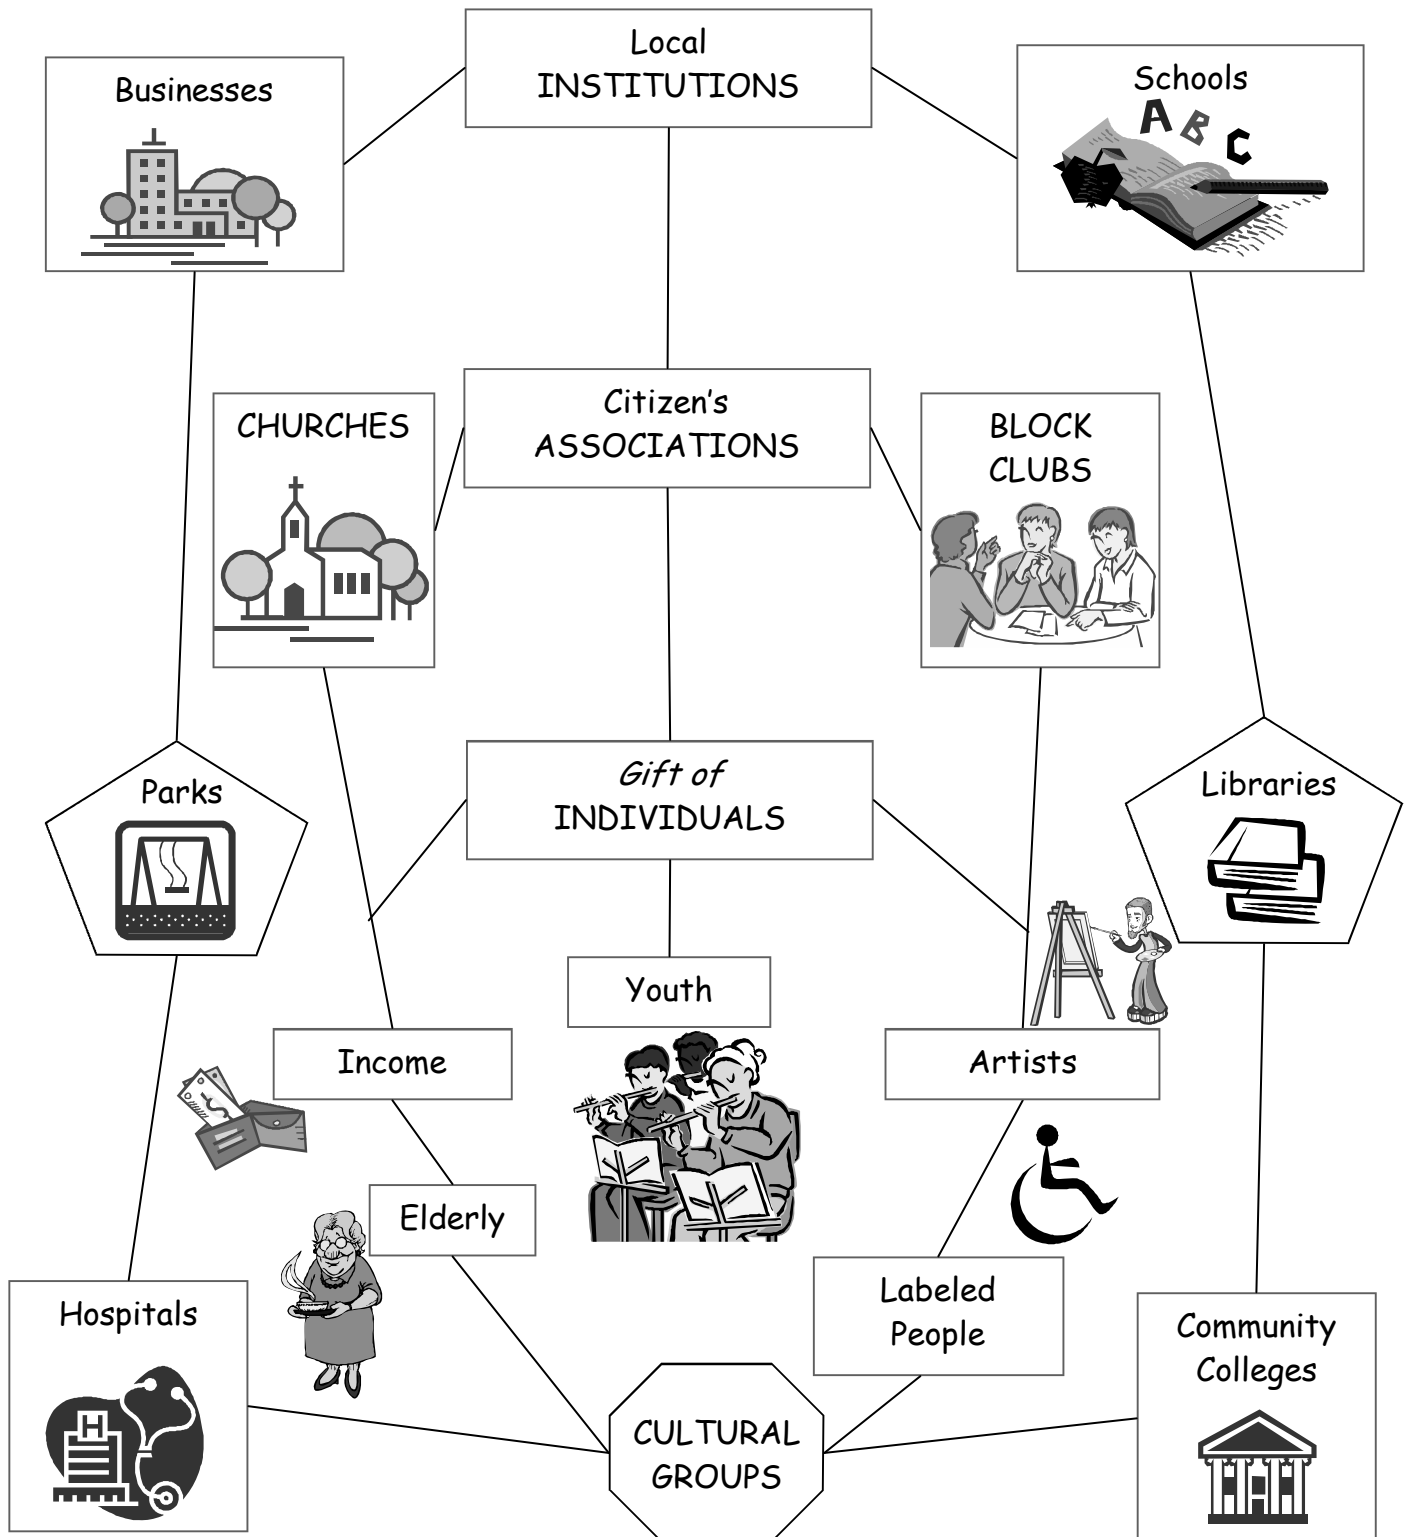 Local
INSTITUTIONS
Businesses
Schools
A B C
Citizen's
ASSOCIATIONS
CHURCHES
BLOCK
CLUBS
Gift of
INDIVIDUALS
Parks
Libraries
Youth
Income
Artists
$
Elderly
Labeled
People
Hospitals
H
Community
Colleges
CULTURAL
GROUPS